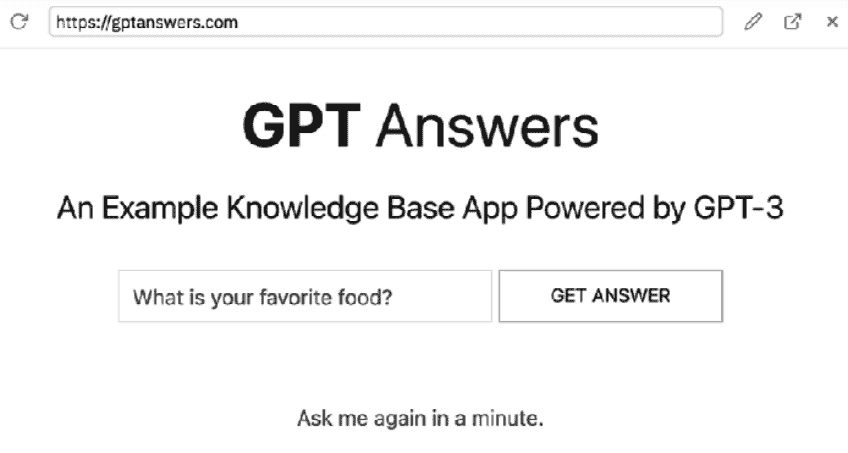 https://gptanswers.com
GPT Answers
An Example Knowledge Base App Powered by GPT-3
What is your favorite food? GET ANSWER
Ask me again in a minute.